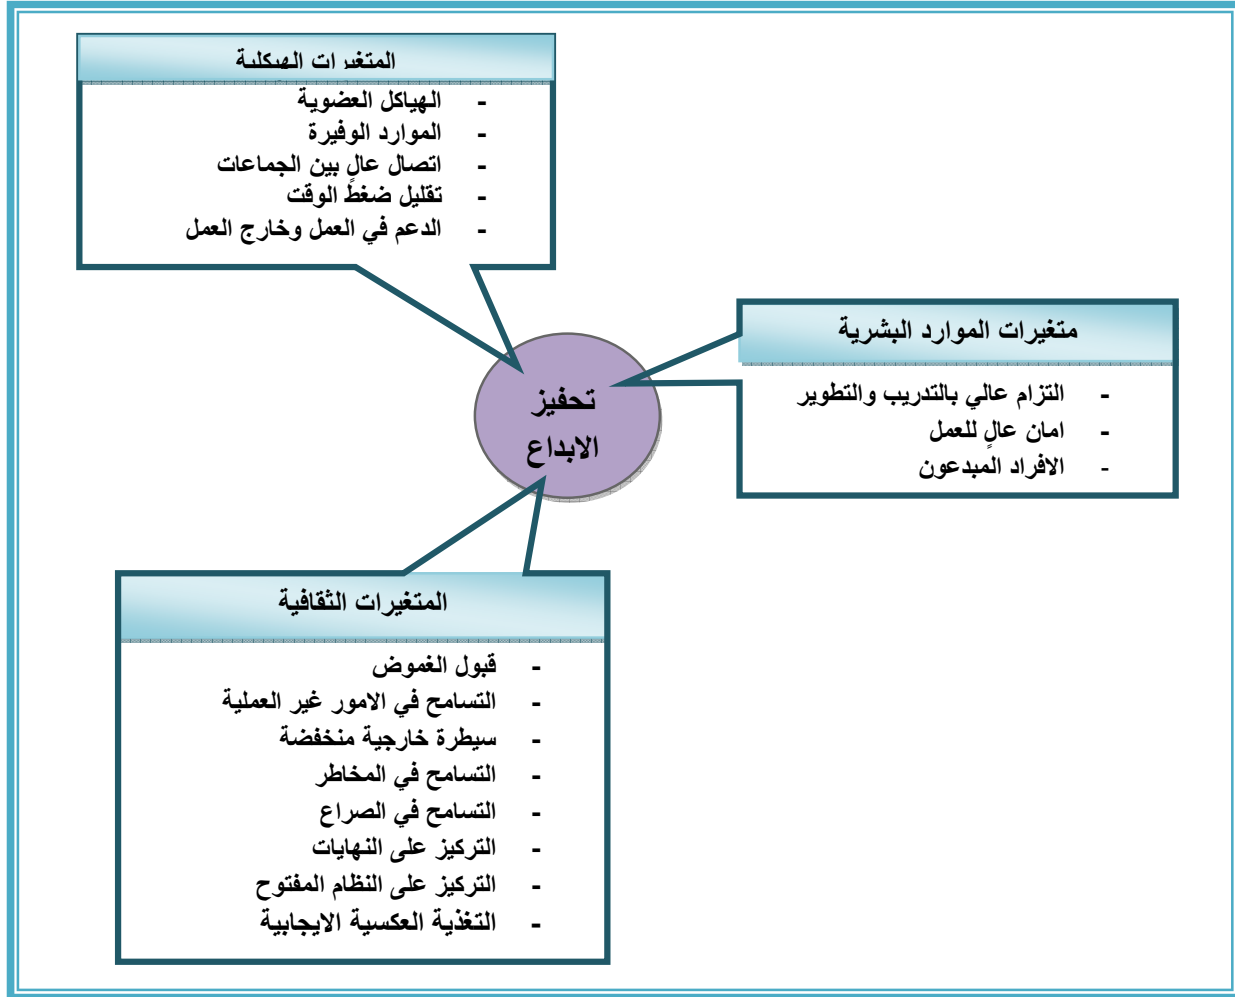 المتغيرات الهيكلية
- الهياكل العضوية
- الموارد الوفيرة
- اتصال عالٍ بين الجماعات
- تقليل ضغط الوقت
- الدعم في العمل وخارج العمل
متغيرات الموارد البشرية
- التزام عالي بالتدريب والتطوير
- امان عالٍ للعمل
- الافراد المبدعون
تحفيز
الابداع
المتغيرات الثقافية
- قبول الغموض
- التسامح في الامور غير العملية
- سيطرة خارجية منخفضة
- التسامح في المخاطر
- التسامح في الصراع
- التركيز على النهايات
- التركيز على النظام المفتوح
- التغذية العكسية الايجابية